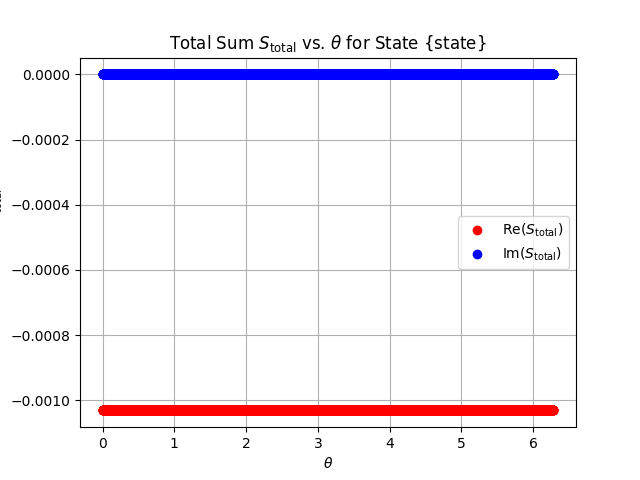 Total Sum S_total vs. θ for State {state}
0.0000
−0.0002
−0.0004
−0.0006
−0.0008
−0.0010
Re(S_total)
Im(S_total)
0 1 2 3 4 5 6
θ